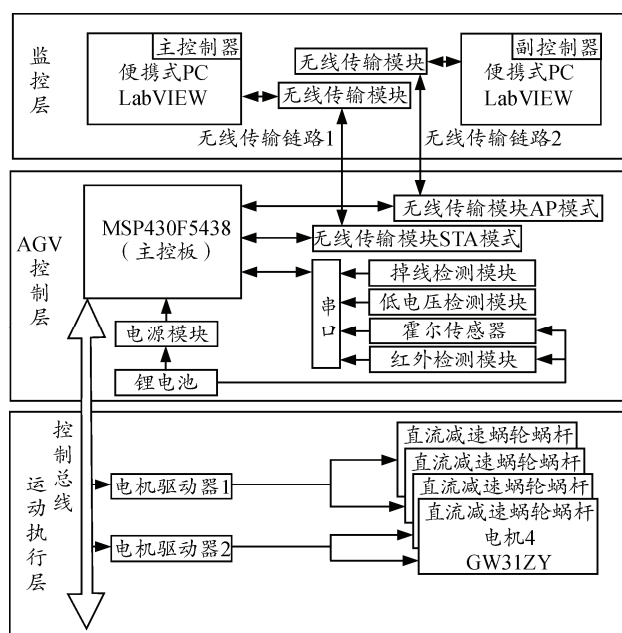 监控层
主控制器
便携式PC
LabVIEW
无线传输模块
无线传输模块
副控制器
便携式PC
LabVIEW
无线传输链路1
无线传输链路2
AGV控制层
MSP430F5438
(主控板)
无线传输模块AP模式
无线传输模块STA模式
串口
掉线检测模块
低电压检测模块
霍尔传感器
红外检测模块
电源模块
锂电池
控制总线
运动执行层
电机驱动器1
电机驱动器2
直流减速蜗轮蜗杆
直流减速蜗轮蜗杆
直流减速蜗轮蜗杆
直流减速蜗轮蜗杆
电机4
GW31ZY